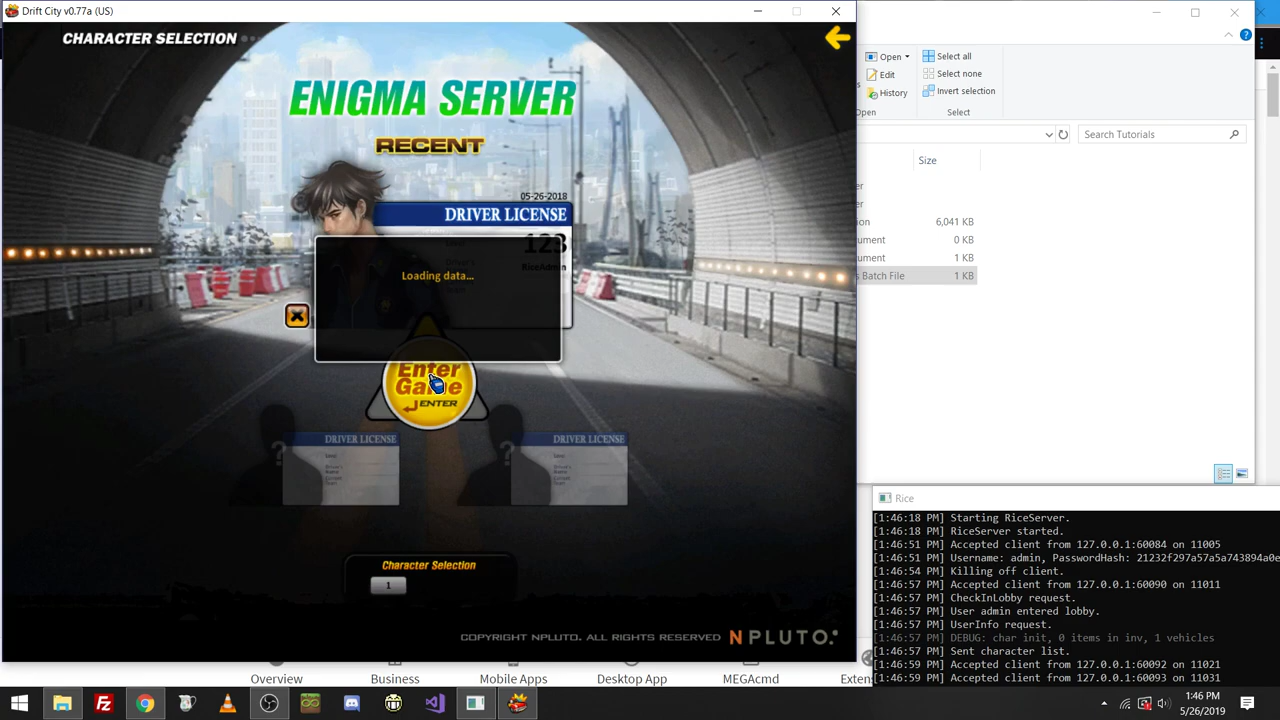 Drift City v0.77a (US)
CHARACTER SELECTION
ENIGMA SERVER
RECENT
05-26-2018
DRIVER LICENSE
123
RiceAdmin
Loading data...
Enter
Game
ENTER
DRIVER LICENSE
DRIVER LICENSE
Character Selection
1
COPYRIGHT NPLUTO. ALL RIGHTS RESERVED
NPLUTO.
Open
Edit
History
Open
Select all
Select none
Invert selection
Select
Search Tutorials
Size
6,041 KB
0 KB
1 KB
s Batch File
1 KB
Rice
[1:46:18 PM] Starting RiceServer.
[1:46:18 PM] RiceServer started.
[1:46:51 PM] Accepted client from 127.0.0.1:60084 on 11005
[1:46:51 PM] Username: admin, PasswordHash: 21232f297a57a5a743894a0e
[1:46:54 PM] Killing off client.
[1:46:57 PM] Accepted client from 127.0.0.1:60090 on 11011
[1:46:57 PM] CheckInLobby request.
[1:46:57 PM] User admin entered lobby.
[1:46:57 PM] UserInfo request.
[1:46:57 PM] DEBUG: char init, 0 items in inv, 1 vehicles
[1:46:57 PM] Sent character list.
[1:46:59 PM] Accepted client from 127.0.0.1:60092 on 11021
[1:46:59 PM] Accepted client from 127.0.0.1:60093 on 11031
Overview
Business
Mobile Apps
Desktop App
MEGAcmd
1:46 PM
5/26/2019